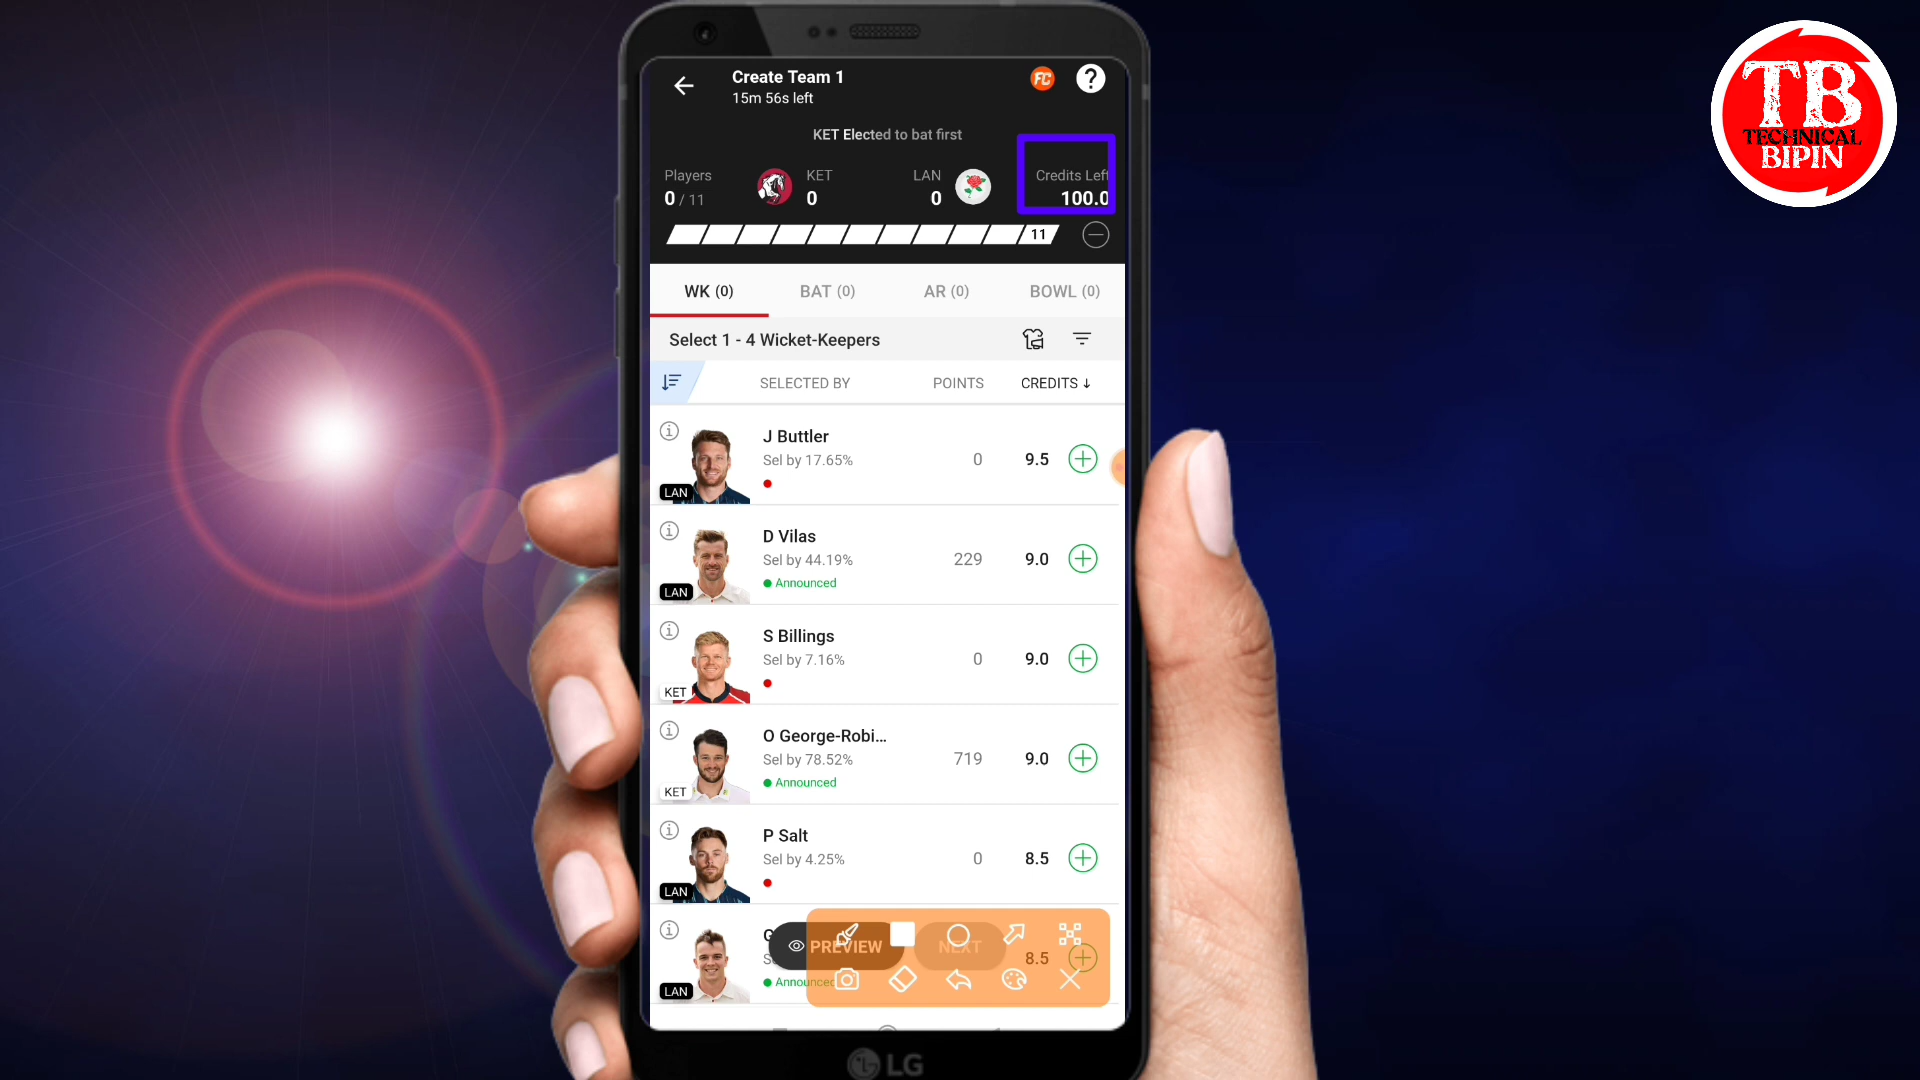 Create Team 1
15m 56s left
FC
?
KET Elected to bat first
Players
0 / 11
KET
0
LAN
0
Credits Left
100.0
11
WK (0)
BAT (0)
AR (0)
BOWL (0)
Select 1 - 4 Wicket-Keepers
SELECTED BY
POINTS
CREDITS ↓
J Buttler
Sel by 17.65%
0
9.5
LAN
D Vilas
Sel by 44.19%
229
9.0
Announced
LAN
S Billings
Sel by 7.16%
0
9.0
KET
O George-Robi...
Sel by 78.52%
719
9.0
Announced
KET
P Salt
Sel by 4.25%
0
8.5
LAN
PREVIEW
NEXT
8.5
LAN
LG
TB
TECHNICAL
BIPIN